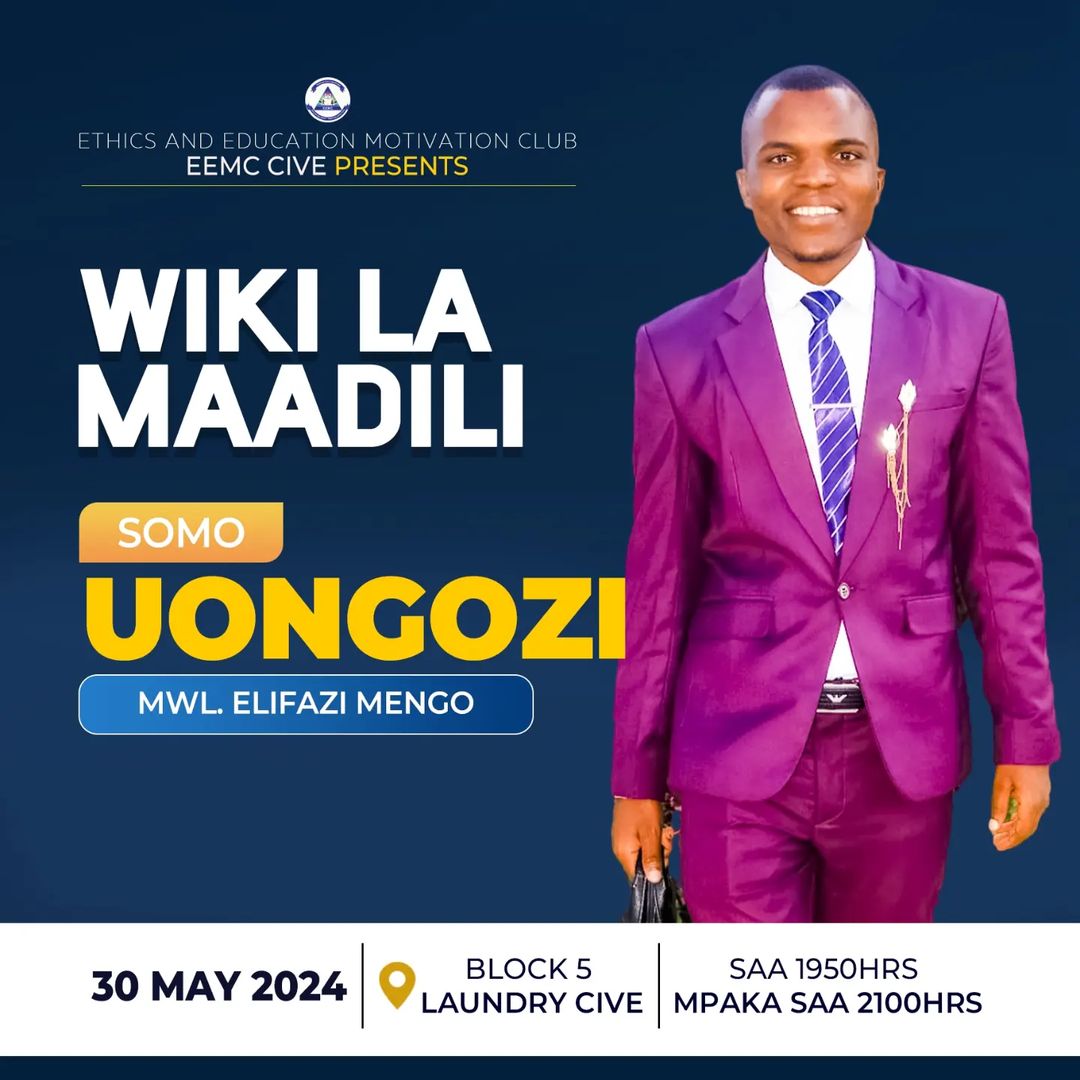 ETHICS AND EDUCATION MOTIVATION CLUB
EEMC CIVE PRESENTS
WIKI LA
MAADILI
SOMO
UONGOZI
MWL. ELIFAZI MENGO
30 MAY 2024
BLOCK 5
LAUNDRY CIVE
SAA 1950HRS
MPAKA SAA 2100HRS